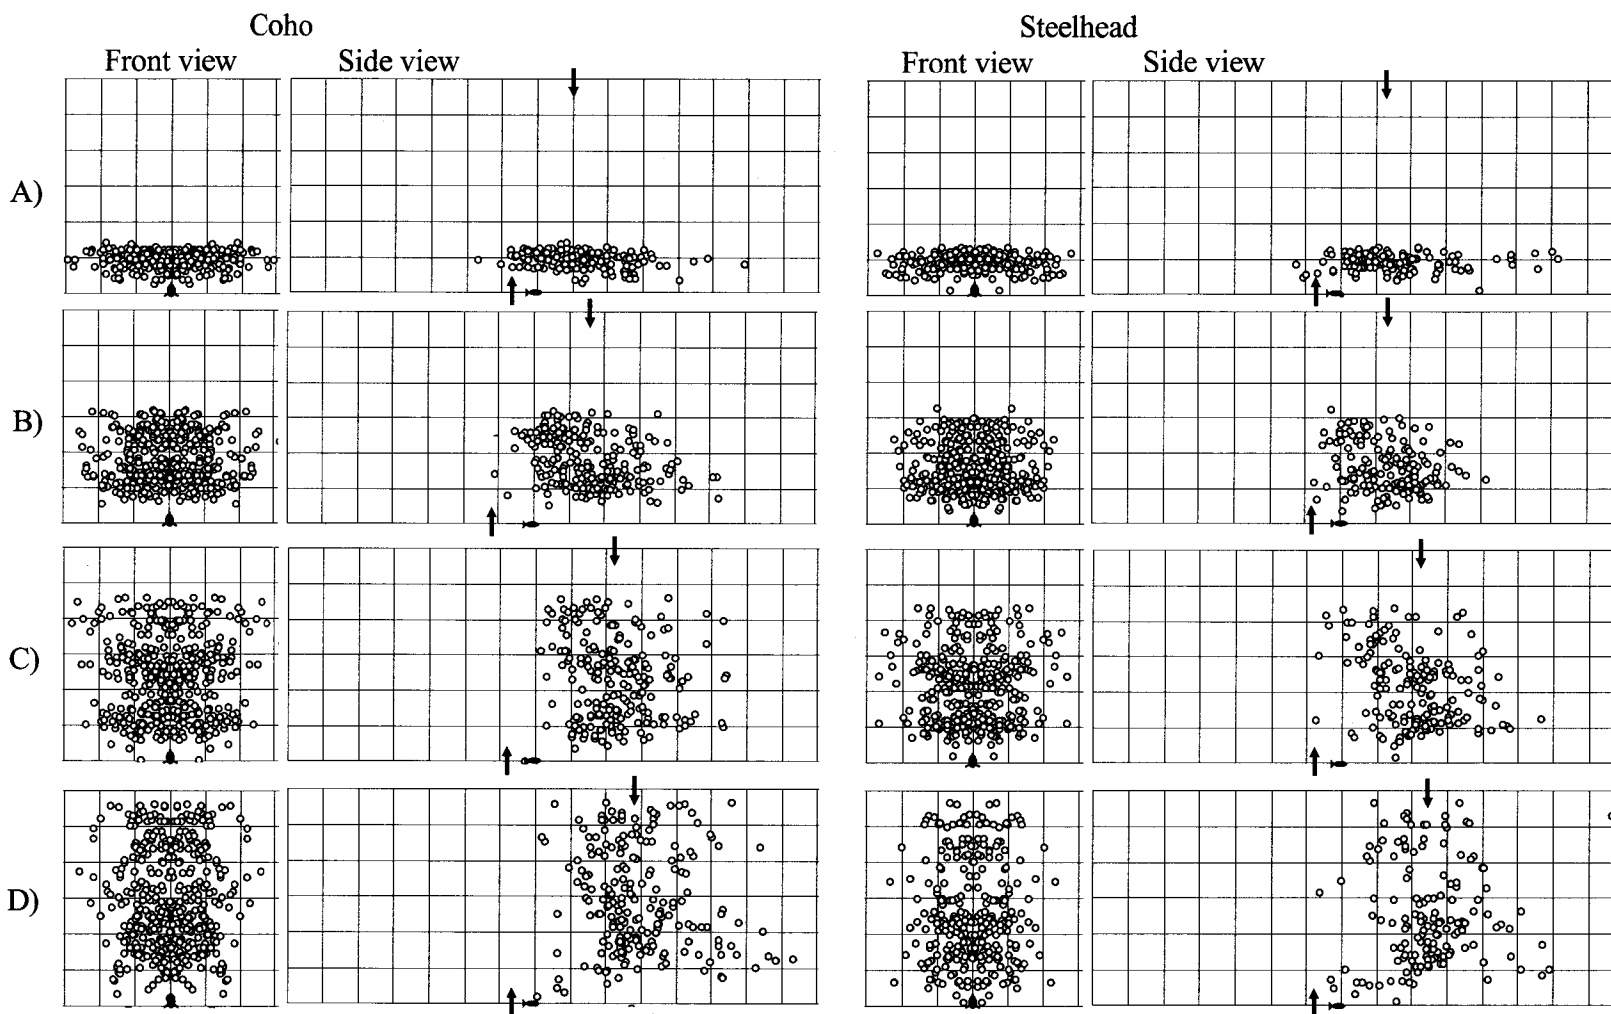 Coho
Steelhead
Front view
Side view
Front view
Side view
A)
B)
C)
D)